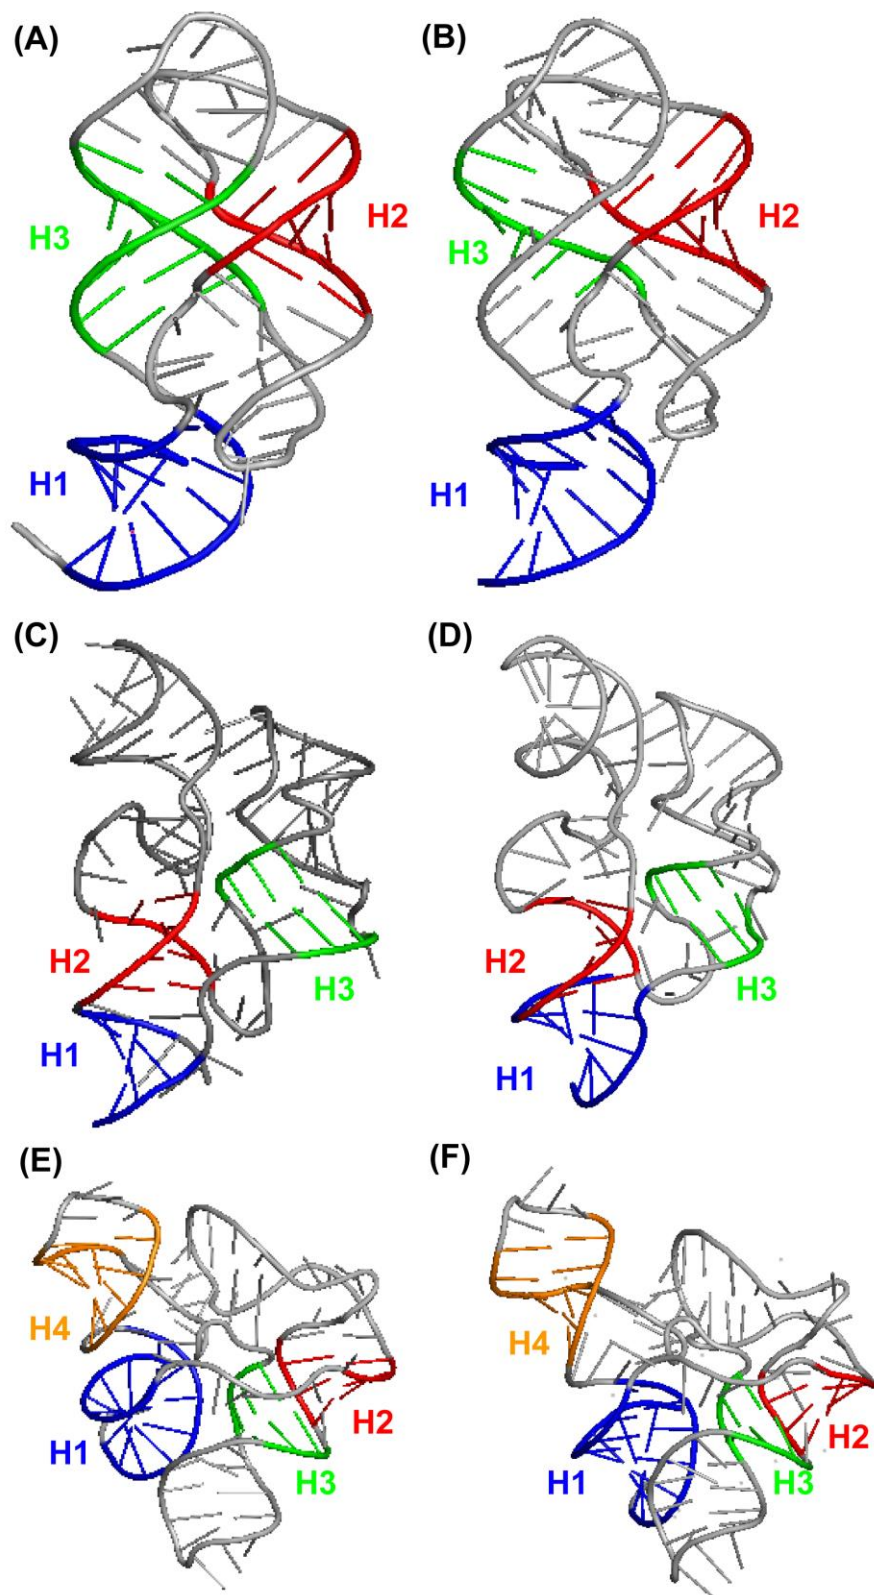 (A) (B)
H3 H2 H3 H2
H1 H1
(C) (D)
H2 H3 H2 H3
H1 H1
(E) (F)
H4 H4
H1 H3 H2 H1 H3 H2